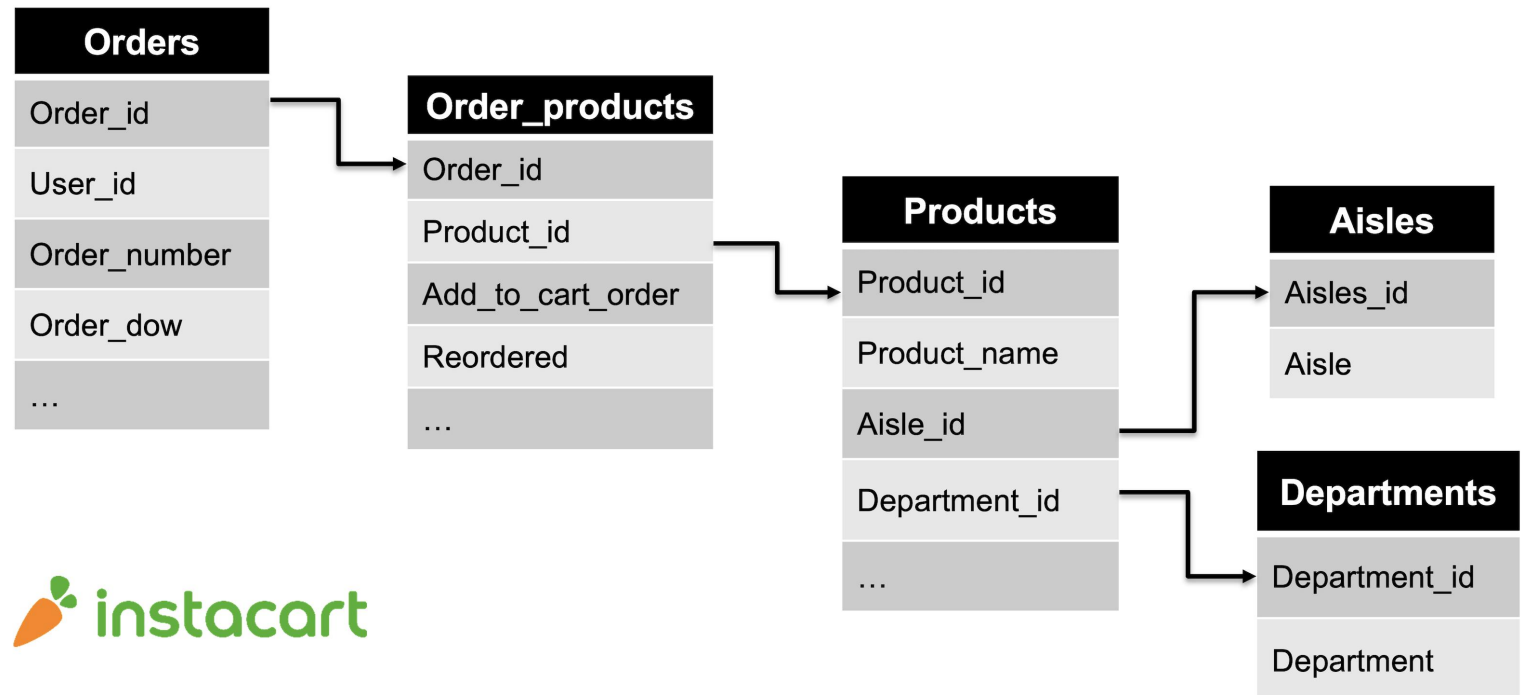 Orders
Order_id
User_id
Order_number
Order_dow
…
Order_products
Order_id
Product_id
Add_to_cart_order
Reordered
…
Products
Product_id
Product_name
Aisle_id
Department_id
…
Aisles
Aisles_id
Aisle
Departments
Department_id
Department
instacart